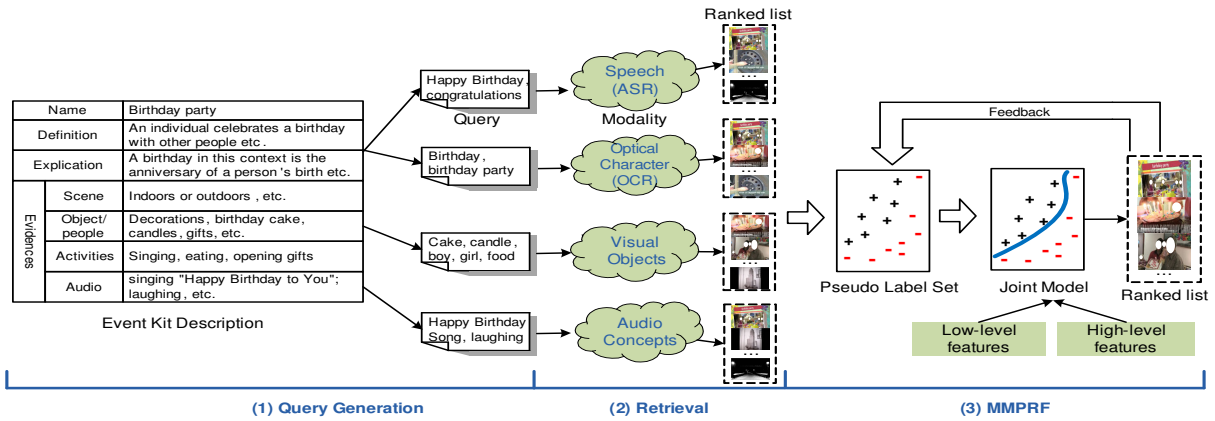 Name
Birthday party
Definition
An individual celebrates a birthday
with other people etc.
Explication
A birthday in this context is the
anniversary of a person's birth etc.
Evidences
Scene
Indoors or outdoors, etc.
Object/
people
Decorations, birthday cake,
candles, gifts, etc.
Activities
Singing, eating, opening gifts
Audio
singing "Happy Birthday to You";
laughing, etc.
Event Kit Description
Happy Birthday,
congratulations
Query
Birthday,
birthday party
Cake, candle,
boy, girl, food
Happy Birthday
Song, laughing
Speech
(ASR)
Modality
Optical
Character
(OCR)
Visual
Objects
Audio
Concepts
Ranked list
...
...
...
...
Feedback
Pseudo Label Set
Joint Model
Low-level
features
High-level
features
...
Ranked list
(1) Query Generation
(2) Retrieval
(3) MMPRF